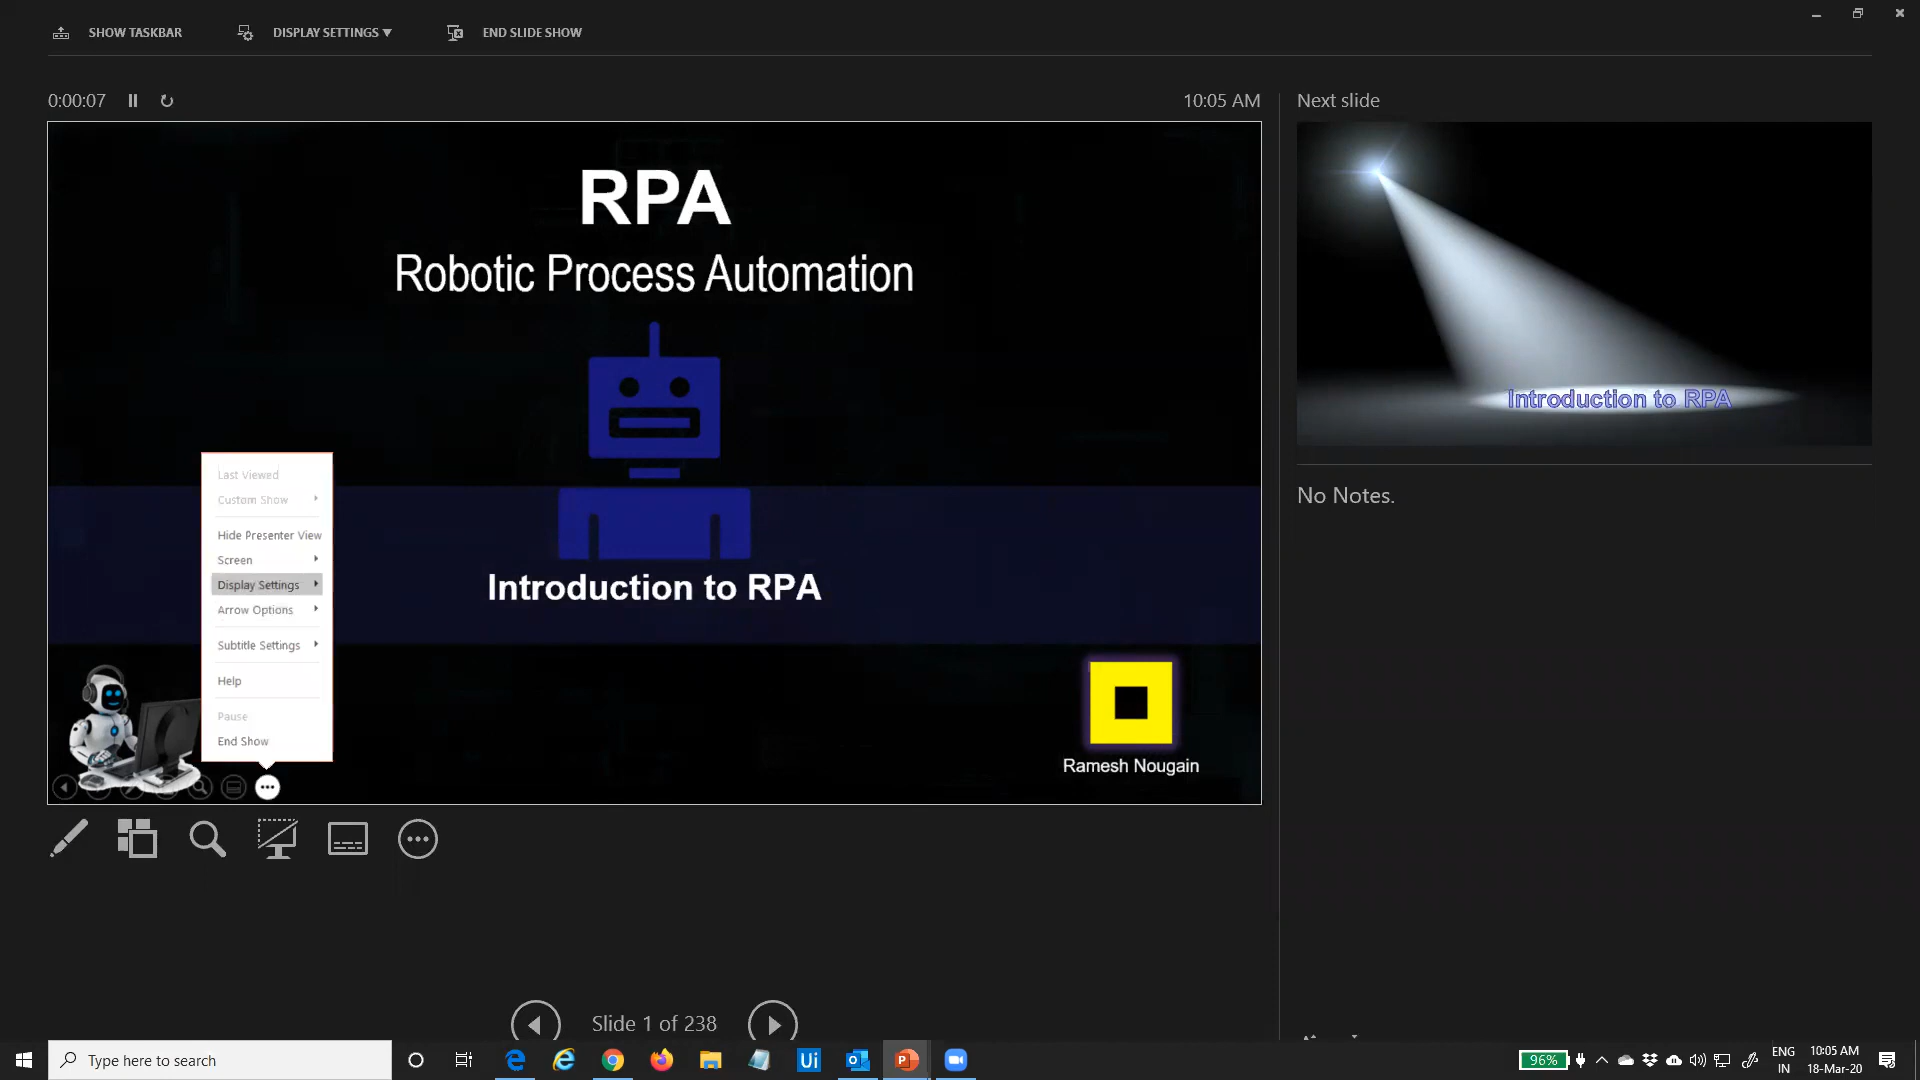 SHOW TASKBAR
DISPLAY SETTINGS ▼
END SLIDE SHOW
0:00:07
10:05 AM
Next slide
RPA
Robotic Process Automation
Introduction to RPA
Ramesh Nougain
Last Viewed
Custom Show
Hide Presenter View
Screen
Display Settings
Arrow Options
Subtitle Settings
Help
Pause
End Show
Introduction to RPA
No Notes.
Slide 1 of 238
Type here to search
Ui
96%
ENG
IN
10:05 AM
18-Mar-20